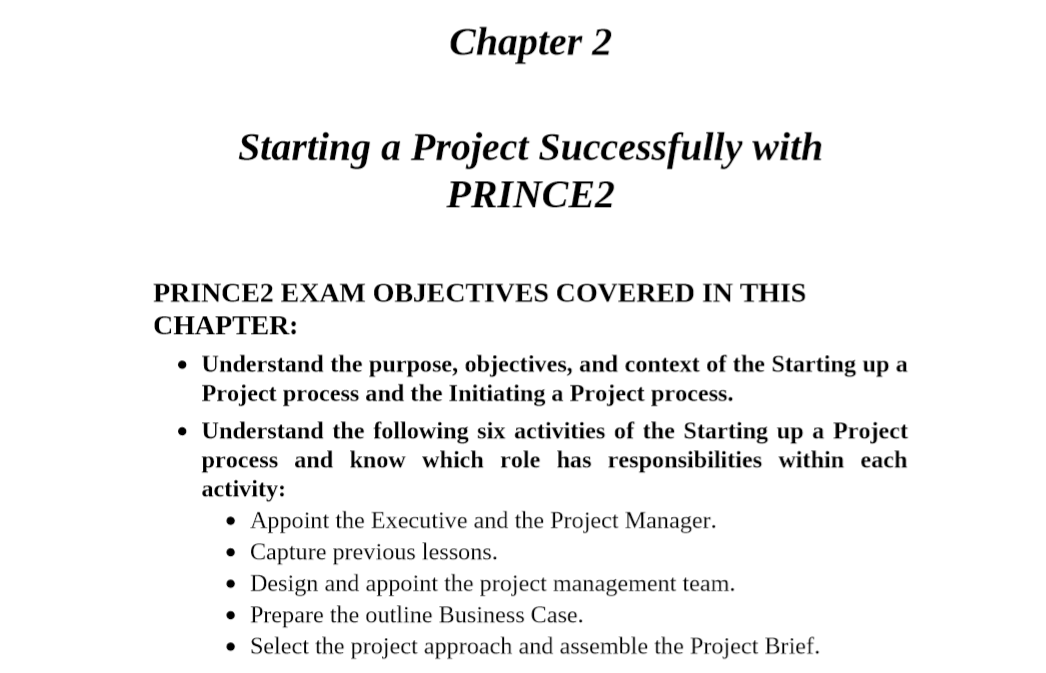 Chapter 2
Starting a Project Successfully with
PRINCE2
PRINCE2 EXAM OBJECTIVES COVERED IN THIS
CHAPTER:
• Understand the purpose, objectives, and context of the Starting up a
Project process and the Initiating a Project process.
• Understand the following six activities of the Starting up a Project
process and know which role has responsibilities within each
activity:
• Appoint the Executive and the Project Manager.
• Capture previous lessons.
• Design and appoint the project management team.
• Prepare the outline Business Case.
• Select the project approach and assemble the Project Brief.